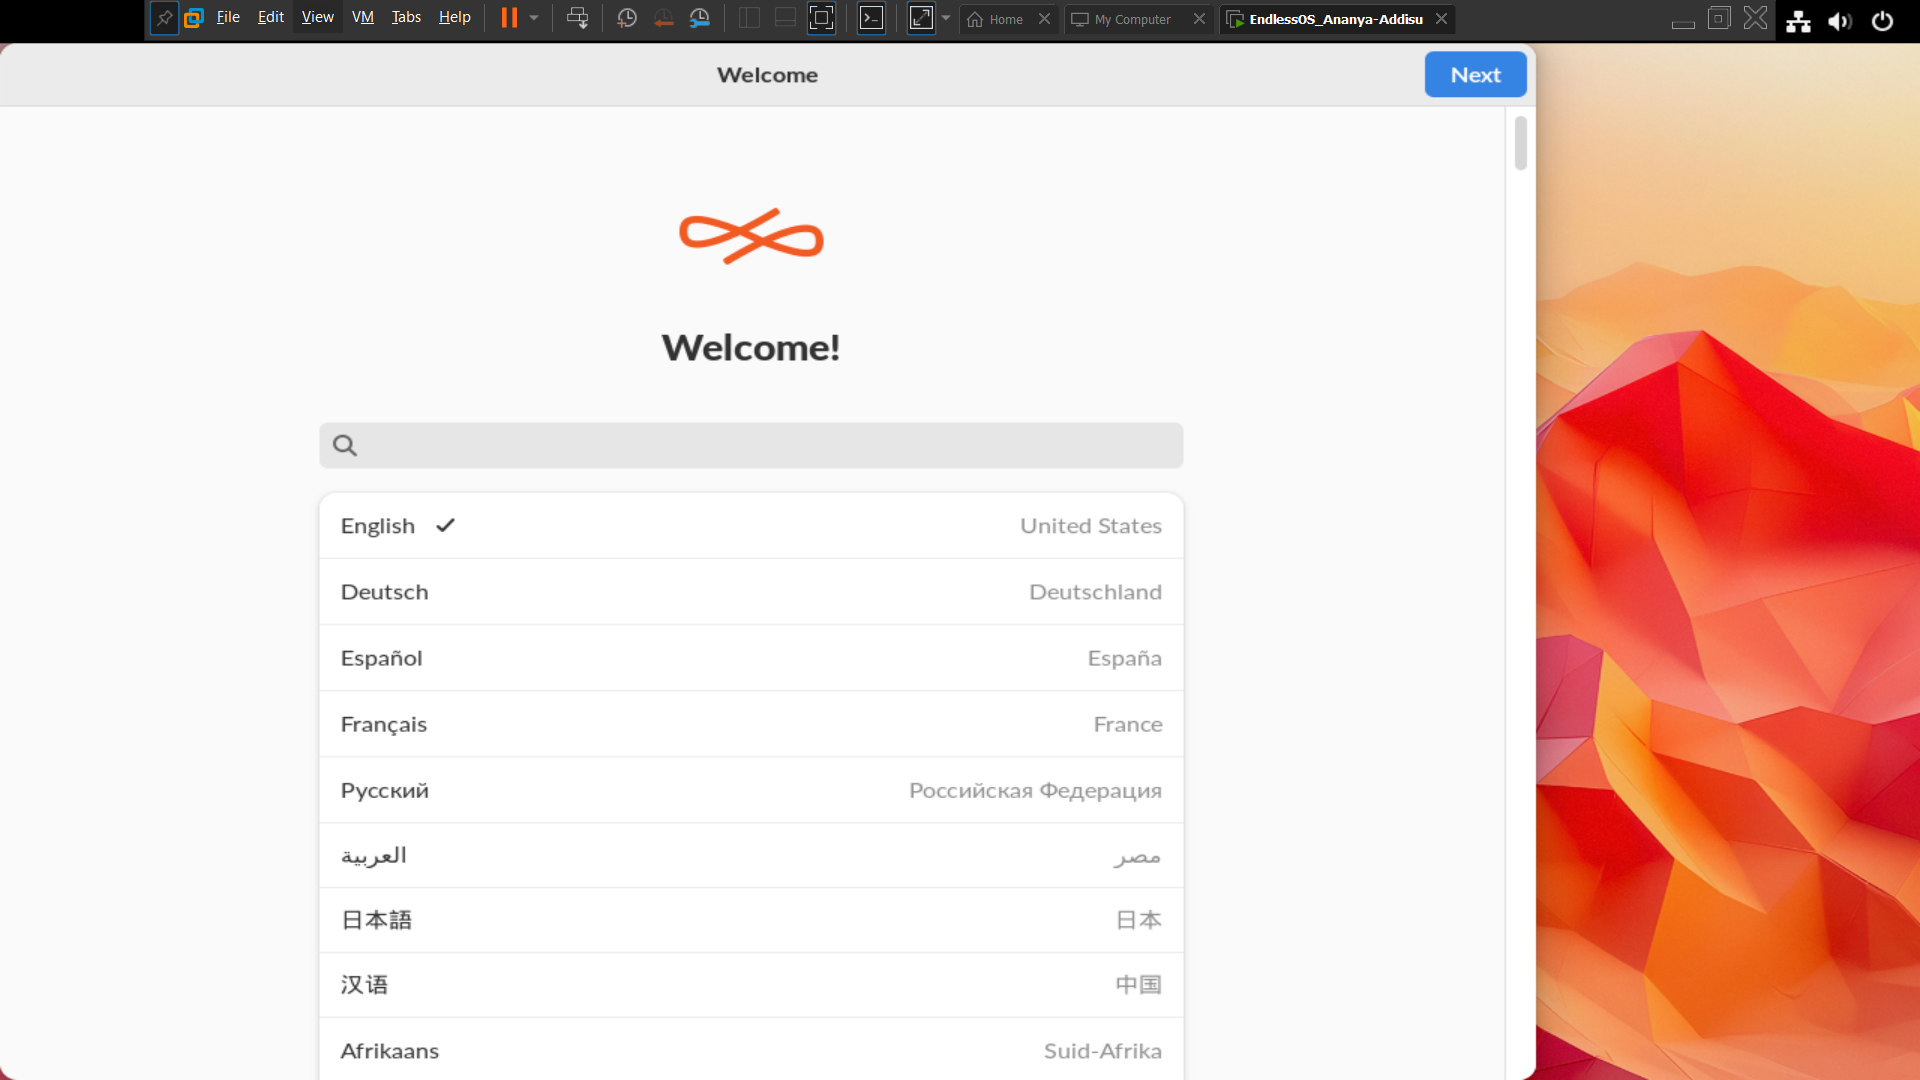 File Edit View VM Tabs Help Home My Computer EndlessOS_Ananya-Addisu
Welcome Next
Welcome!
English United States
Deutsch Deutschland
Español España
Français France
Русский Российская Федерация
العربية مصر
日本語 日本
汉语 中国
Afrikaans Suid-Afrika